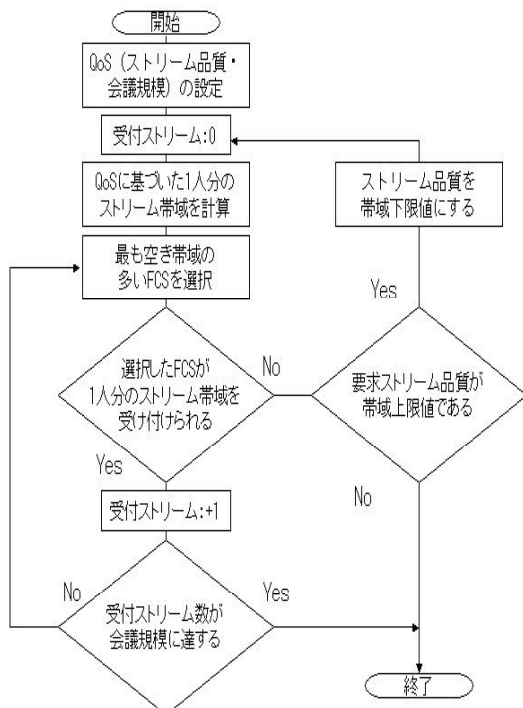 開始
QoS（ストリーム品質・
会議規模）の設定
受付ストリーム:0
QoSに基づいた1人分の
ストリーム帯域を計算
ストリーム品質を
帯域下限値にする
最も空き帯域の
多いFCSを選択
Yes
選択したFCSが
1人分のストリーム帯域を
受け付けられる
No
要求ストリーム品質が
帯域上限値である
Yes
No
受付ストリーム:+1
No
Yes
受付ストリーム数が
会議規模に達する
終了